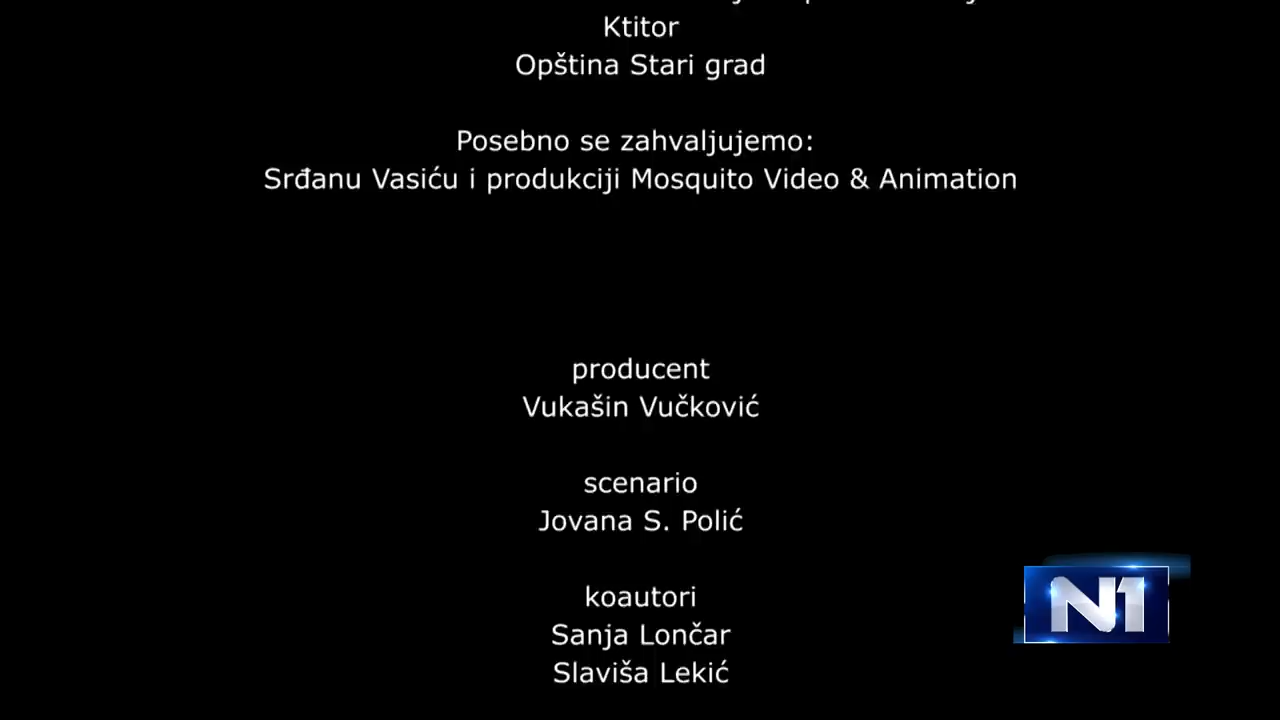 Ktitor
Opština Stari grad
Posebno se zahvaljujemo:
Srđanu Vasiću i produkciji Mosquito Video & Animation
producent
Vukašin Vučković
scenario
Jovana S. Polić
koautori
Sanja Lončar
Slaviša Lekić
N1